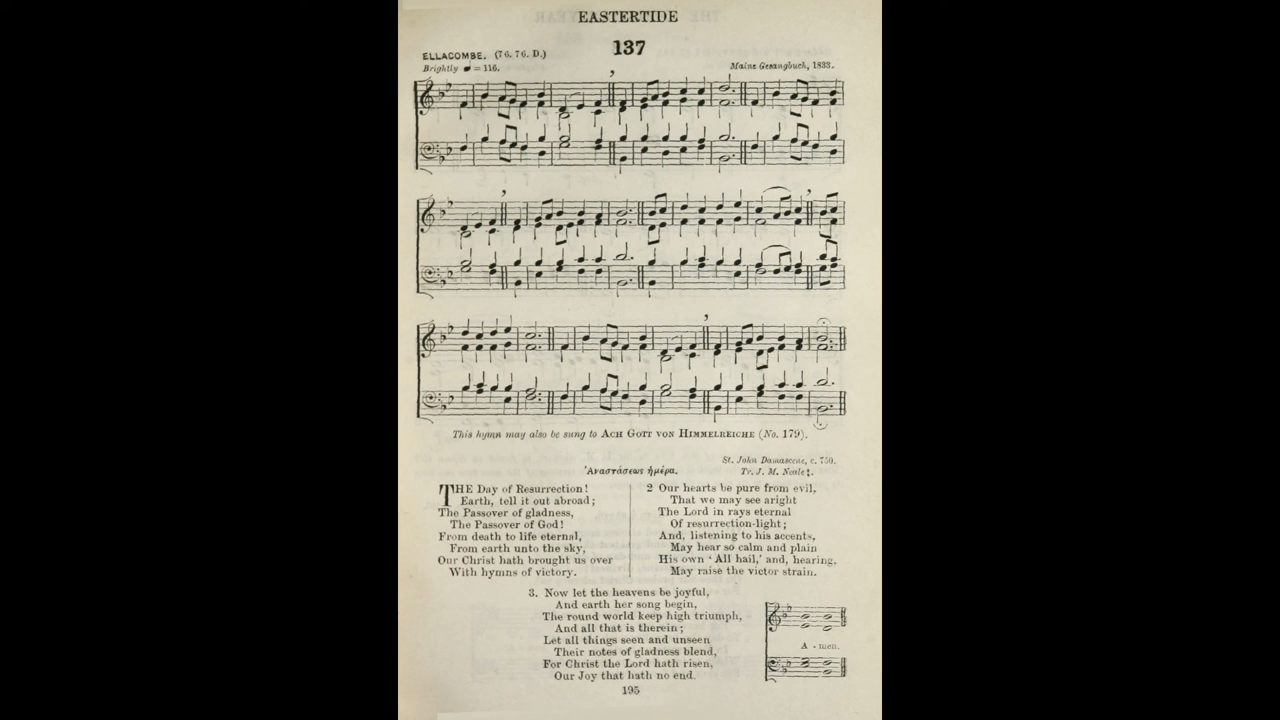 EASTERTIDE
137
ELLACOMBE. (76. 76. D.)
Brightly = 116.
Mainz Gesangbuch, 1833.
This hymn may also be sung to ACH GOTT VON HIMMELREICHE (No. 179).
St. John Damascene, c. 750.
Ἀναστάσεως ἡμέρα.
Tr. J. M. Neale‡.
THE Day of Resurrection!
Earth, tell it out abroad;
The Passover of gladness,
The Passover of God!
From death to life eternal,
From earth unto the sky,
Our Christ hath brought us over
With hymns of victory.
2 Our hearts be pure from evil,
That we may see aright
The Lord in rays eternal
Of resurrection-light;
And, listening to his accents,
May hear so calm and plain
His own ‘All hail,’ and, hearing,
May raise the victor strain.
3. Now let the heavens be joyful,
And earth her song begin,
The round world keep high triumph,
And all that is therein;
Let all things seen and unseen
Their notes of gladness blend,
For Christ the Lord hath risen,
Our Joy that hath no end.
A - men.
195